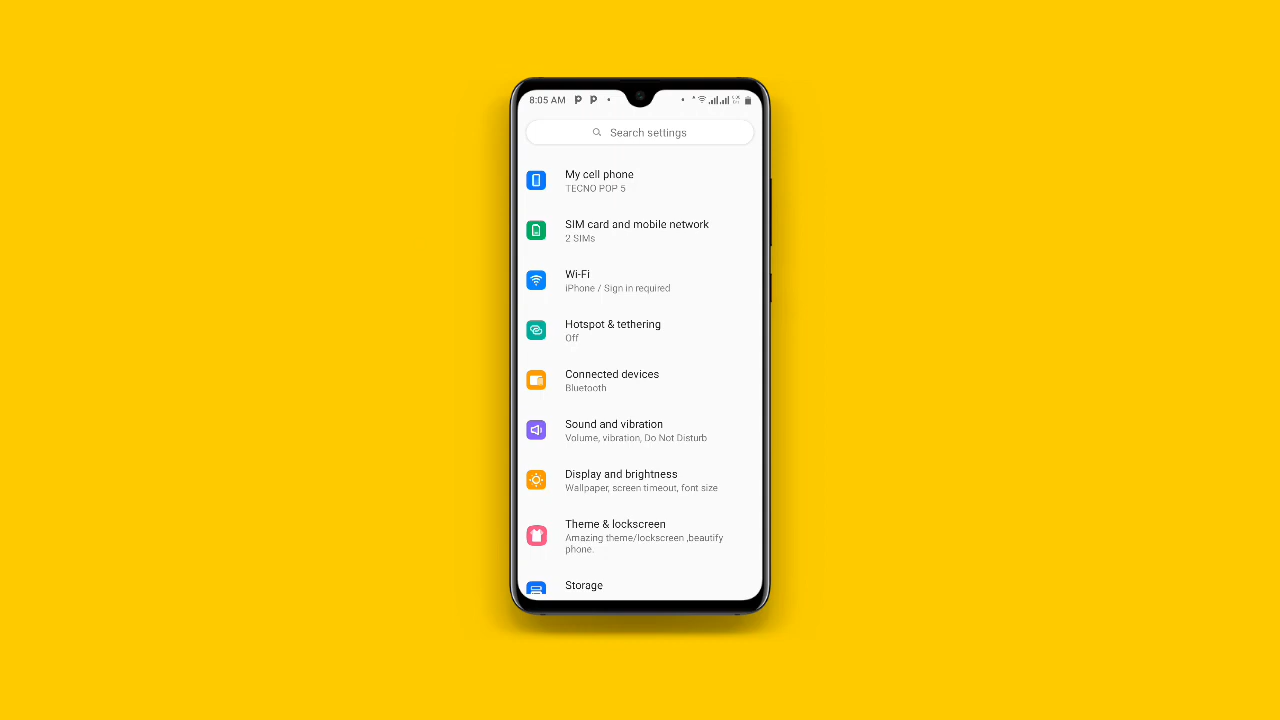 8:05 AM
Search settings
My cell phone
TECNO POP 5
SIM card and mobile network
2 SIMs
Wi-Fi
iPhone / Sign in required
Hotspot & tethering
Off
Connected devices
Bluetooth
Sound and vibration
Volume, vibration, Do Not Disturb
Display and brightness
Wallpaper, screen timeout, font size
Theme & lockscreen
Amazing theme/lockscreen ,beautify
phone.
Storage